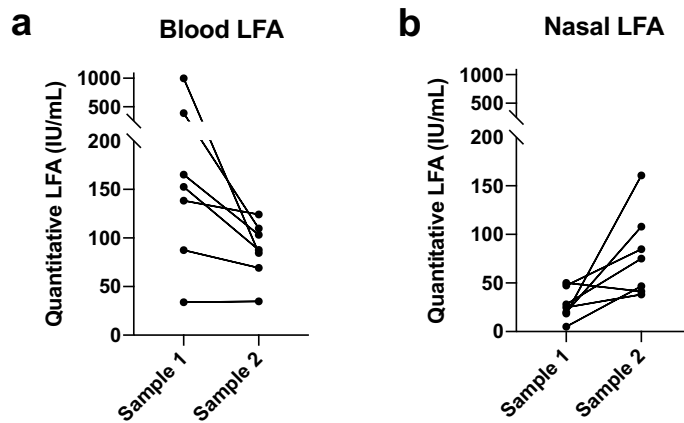 a
Blood LFA
Quantitative LFA (IU/mL)
1000
500
200
150
100
50
0
Sample 1
Sample 2
b
Nasal LFA
Quantitative LFA (IU/mL)
1000
500
200
150
100
50
0
Sample 1
Sample 2